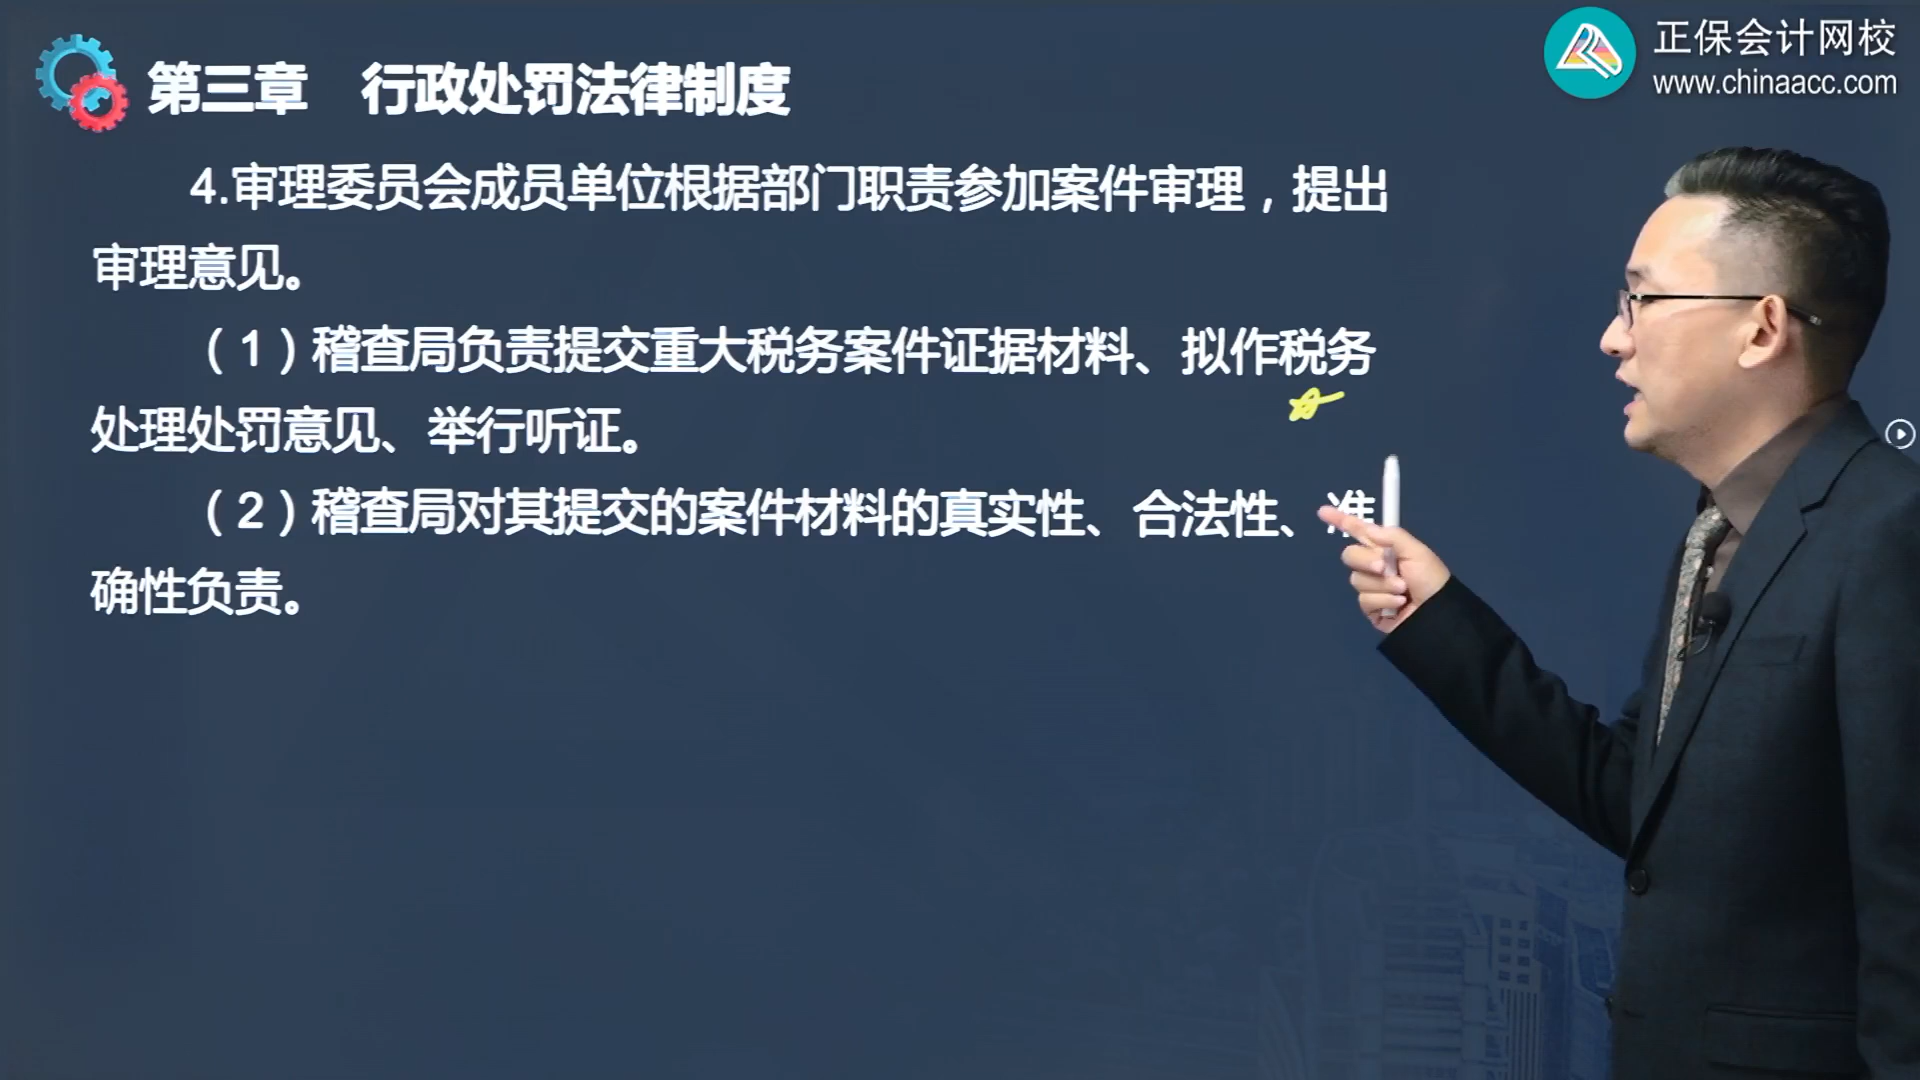 正保会计网校
www.chinaacc.com
第三章 行政处罚法律制度
4.审理委员会成员单位根据部门职责参加案件审理，提出
审理意见。
（1）稽查局负责提交重大税务案件证据材料、拟作税务
处理处罚意见、举行听证。
（2）稽查局对其提交的案件材料的真实性、合法性、准
确性负责。